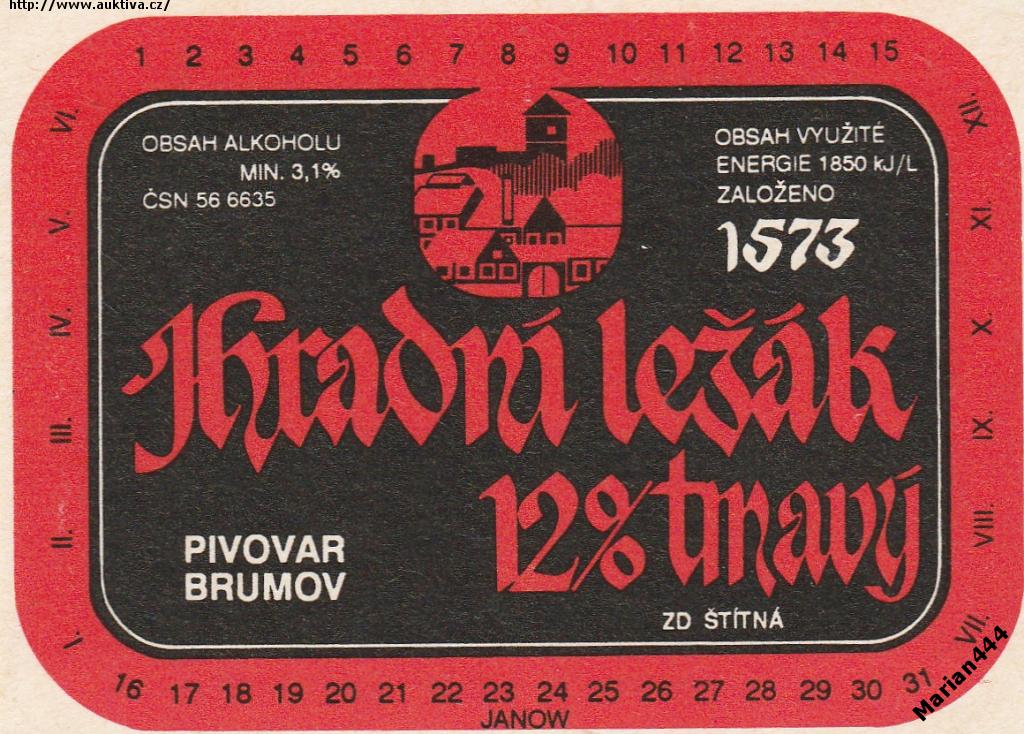 http://www.auktiva.cz/
1 2 3 4 5 6 7 8 9 10 11 12 13 14 15
VI.
V.
IV.
III.
II.
I.
OBSAH ALKOHOLU
MIN. 3,1%
ČSN 56 6635
OBSAH VYUŽITÉ
ENERGIE 1850 kJ/L
ZALOŽENO
1573
XII.
XI.
X.
IX.
VIII.
VII.
Hradní ležák
12% tmavý
PIVOVAR
BRUMOV
ZD ŠTÍTNÁ
16 17 18 19 20 21 22 23 24 25 26 27 28 29 30 31
JANOW
Marian444